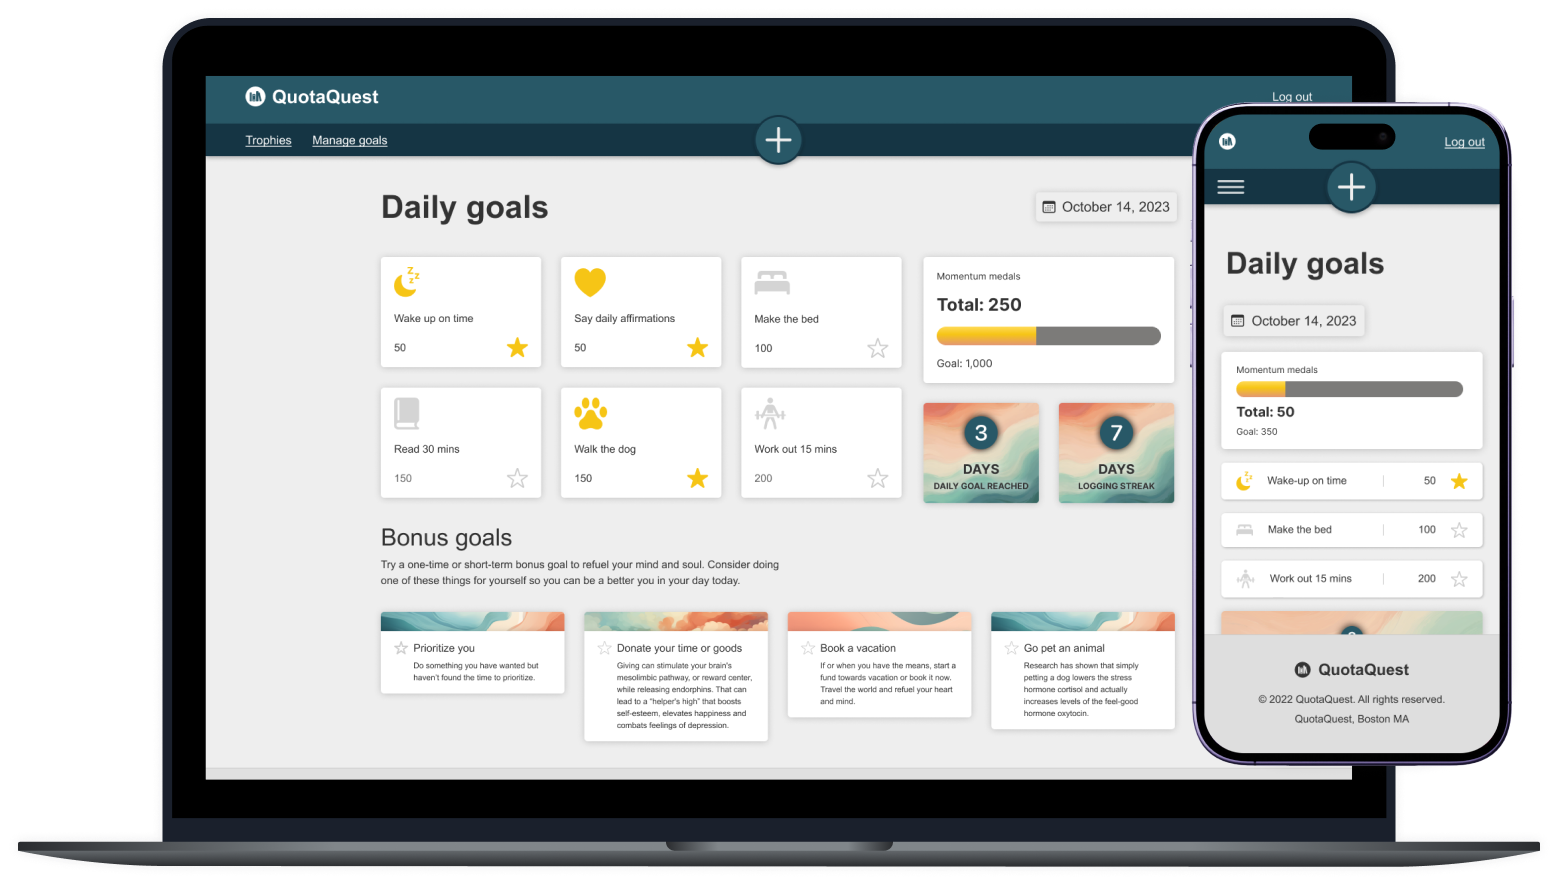 QuotaQuest
Log out
Trophies
Manage goals
Daily goals
October 14, 2023
Z
Z
Z
Wake up on time
50
Say daily affirmations
50
Make the bed
100
Read 30 mins
150
Walk the dog
150
Work out 15 mins
200
Momentum medals
Total: 250
Goal: 1,000
3
DAYS
DAILY GOAL REACHED
7
DAYS
LOGGING STREAK
Bonus goals
Try a one-time or short-term bonus goal to refuel your mind and soul. Consider doing
one of these things for yourself so you can be a better you in your day today.
Prioritize you
Do something you have wanted but
haven't found the time to prioritize.
Donate your time or goods
Giving can stimulate your brain's
mesolimbic pathway, or reward center,
while releasing endorphins. That can
lead to a "helper's high" that boosts
self-esteem, elevates happiness and
combats feelings of depression.
Book a vacation
If or when you have the means, start a
fund towards vacation or book it now.
Travel the world and refuel your heart
and mind.
Go pet an animal
Research has shown that simply
petting a dog lowers the stress
hormone cortisol and actually
increases levels of the feel-good
hormone oxytocin.
Log out
Daily goals
October 14, 2023
Momentum medals
Total: 50
Goal: 350
Wake-up on time
50
Make the bed
100
Work out 15 mins
200
QuotaQuest
© 2022 QuotaQuest. All rights reserved.
QuotaQuest, Boston MA